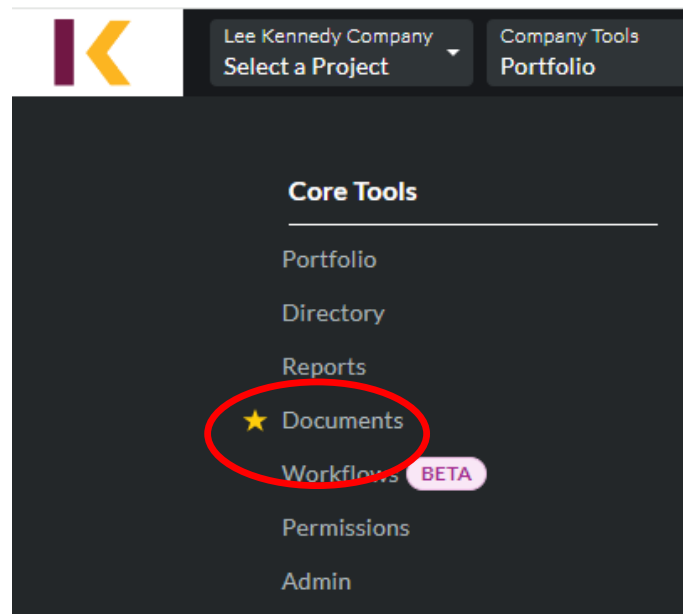 Lee Kennedy Company
Select a Project
Company Tools
Portfolio
Core Tools
Portfolio
Directory
Reports
Documents
Workflows BETA
Permissions
Admin